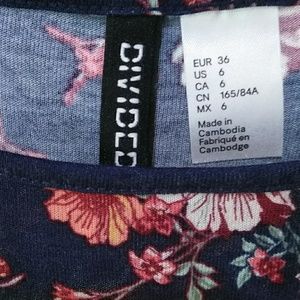 DIVIDED
EUR 36
US 6
CA 6
CN 165/84A
MX 6
Made in
Cambodia
Fabriqué en
Cambodge